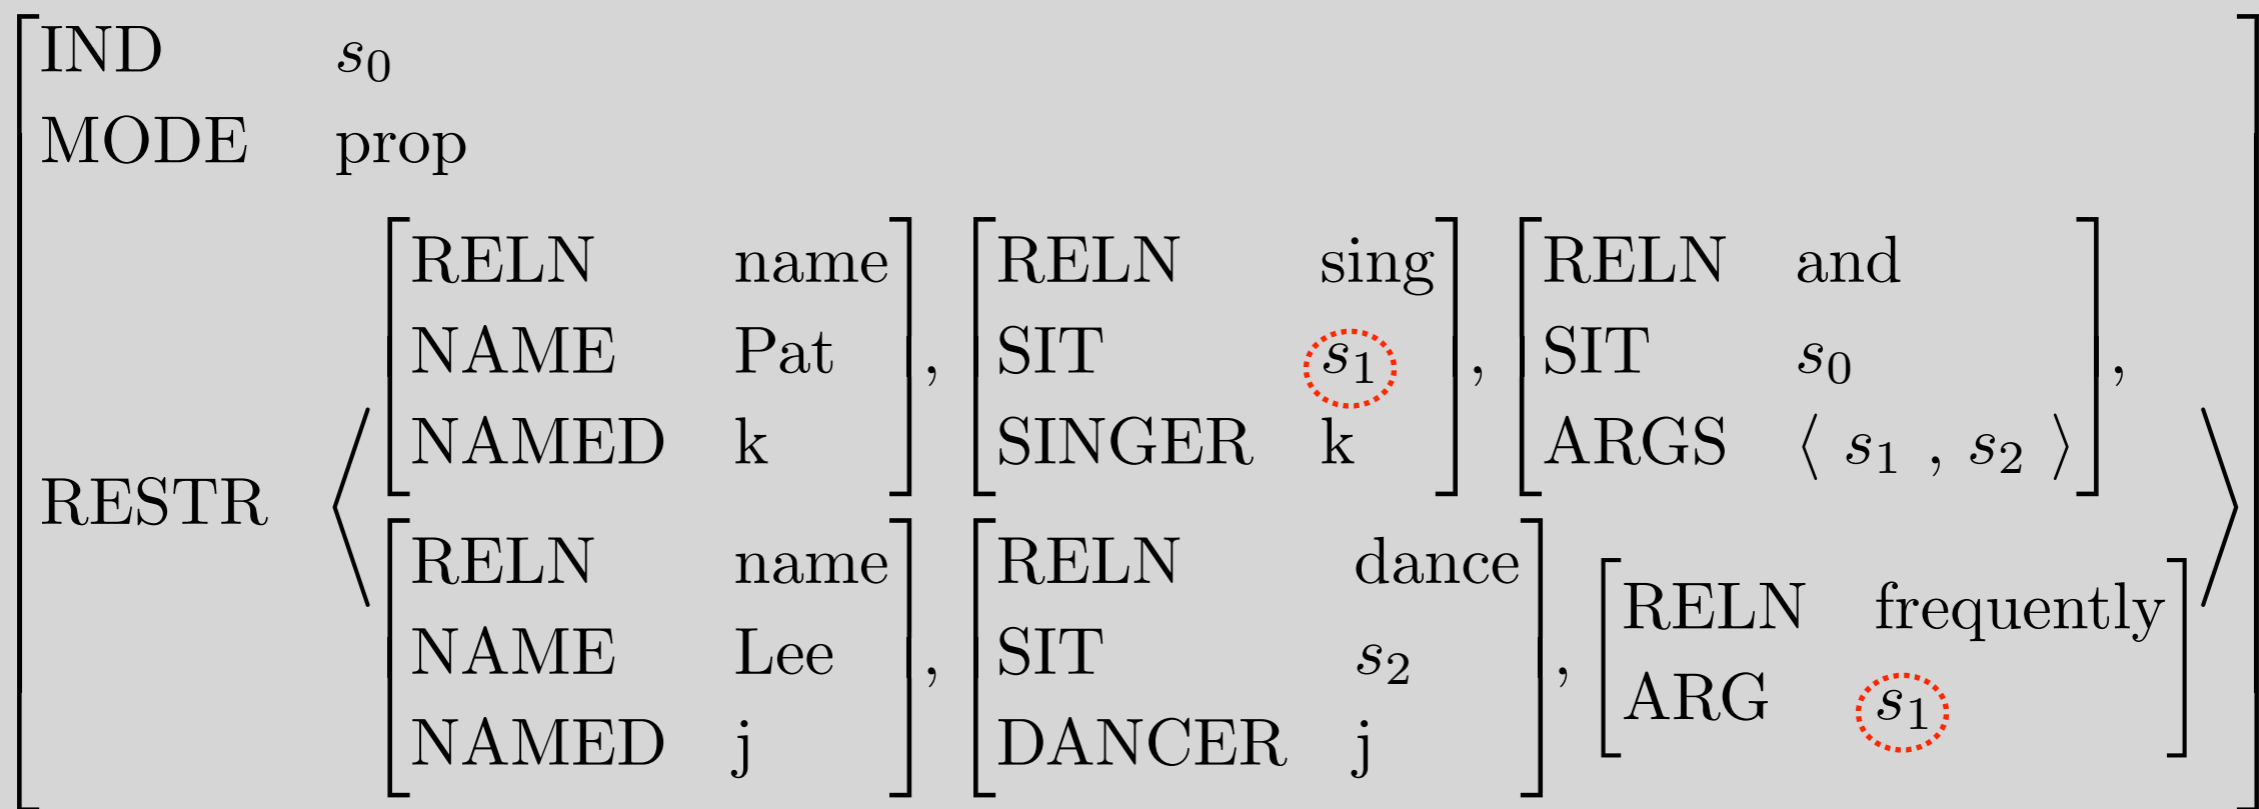 IND s₀
MODE prop
RESTR ⟨ [RELN name], [RELN sing], [RELN and],
[NAME Pat], [SIT s₁], [SIT s₀],
[NAMED k], [SINGER k], [ARGS ⟨ s₁ , s₂ ⟩],
[RELN name], [RELN dance], [RELN frequently]
[NAME Lee], [SIT s₂], [ARG s₁]
[NAMED j], [DANCER j] ⟩